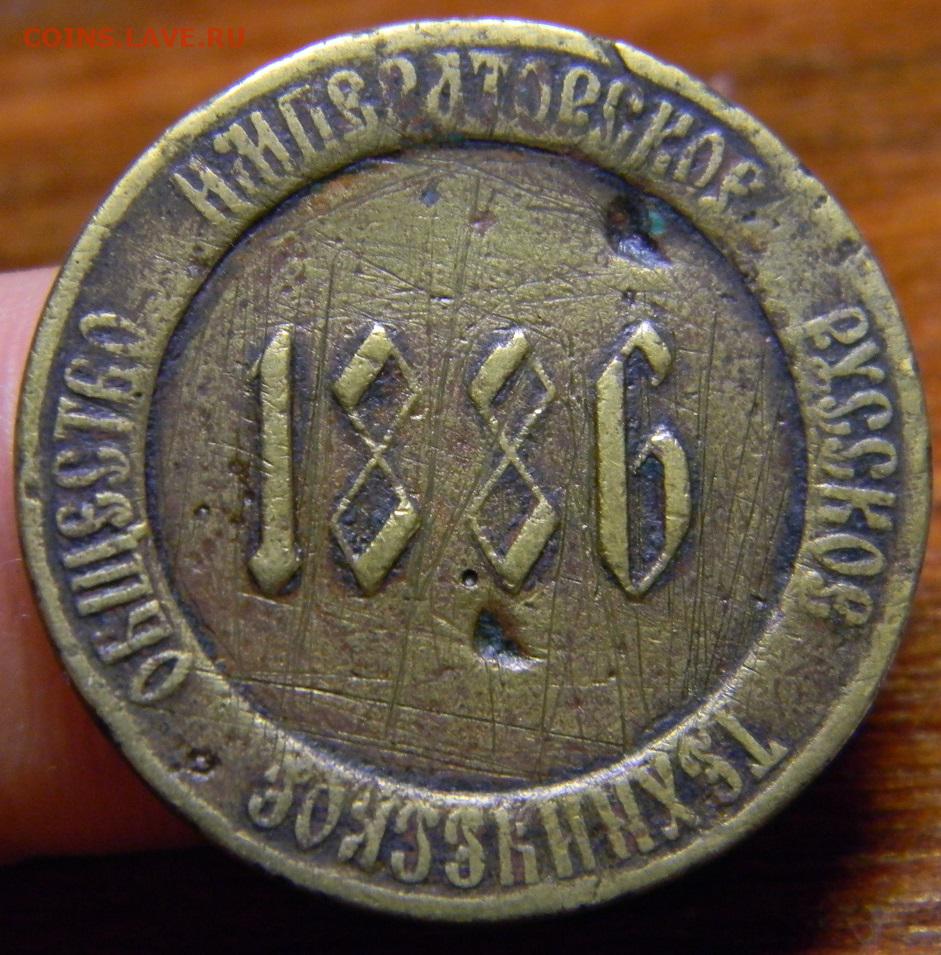 COINS.LAVE.RU
ИМПЕРАТОРСКОЕ РУССКОЕ ТЕХНИЧЕСКОЕ ОБЩЕСТВО
1886